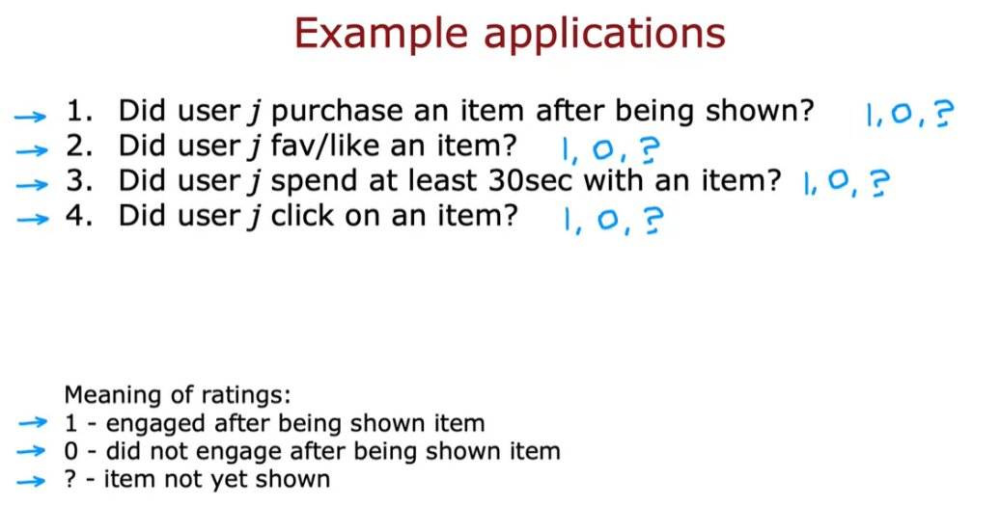 Example applications
→ 1. Did user j purchase an item after being shown? 1, 0, ?
→ 2. Did user j fav/like an item? 1, 0, ?
→ 3. Did user j spend at least 30sec with an item? 1, 0, ?
→ 4. Did user j click on an item? 1, 0, ?
Meaning of ratings:
→ 1 - engaged after being shown item
→ 0 - did not engage after being shown item
→ ? - item not yet shown